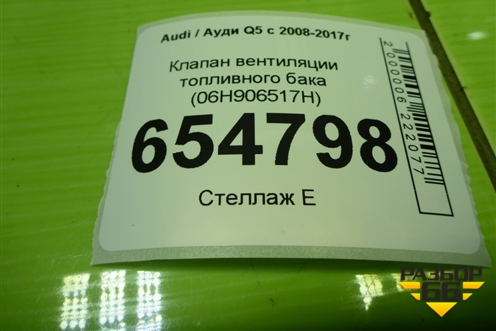 Audi / Ауди Q5 с 2008-2017г
Клапан вентиляции
топливного бака
(06H906517H)
654798
Стеллаж Е
2000006222077
РАЗБОР
66